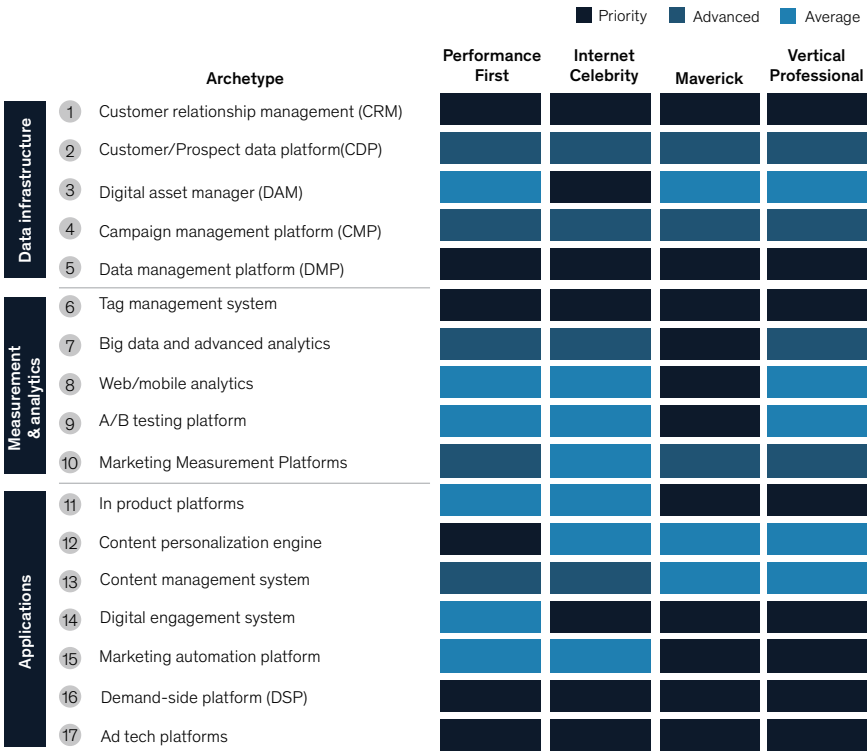 Priority Advanced Average
Archetype
Performance
First
Internet
Celebrity
Maverick
Vertical
Professional
Data infrastructure
1 Customer relationship management (CRM)
2 Customer/Prospect data platform(CDP)
3 Digital asset manager (DAM)
4 Campaign management platform (CMP)
5 Data management platform (DMP)
Measurement
& analytics
6 Tag management system
7 Big data and advanced analytics
8 Web/mobile analytics
9 A/B testing platform
10 Marketing Measurement Platforms
Applications
11 In product platforms
12 Content personalization engine
13 Content management system
14 Digital engagement system
15 Marketing automation platform
16 Demand-side platform (DSP)
17 Ad tech platforms